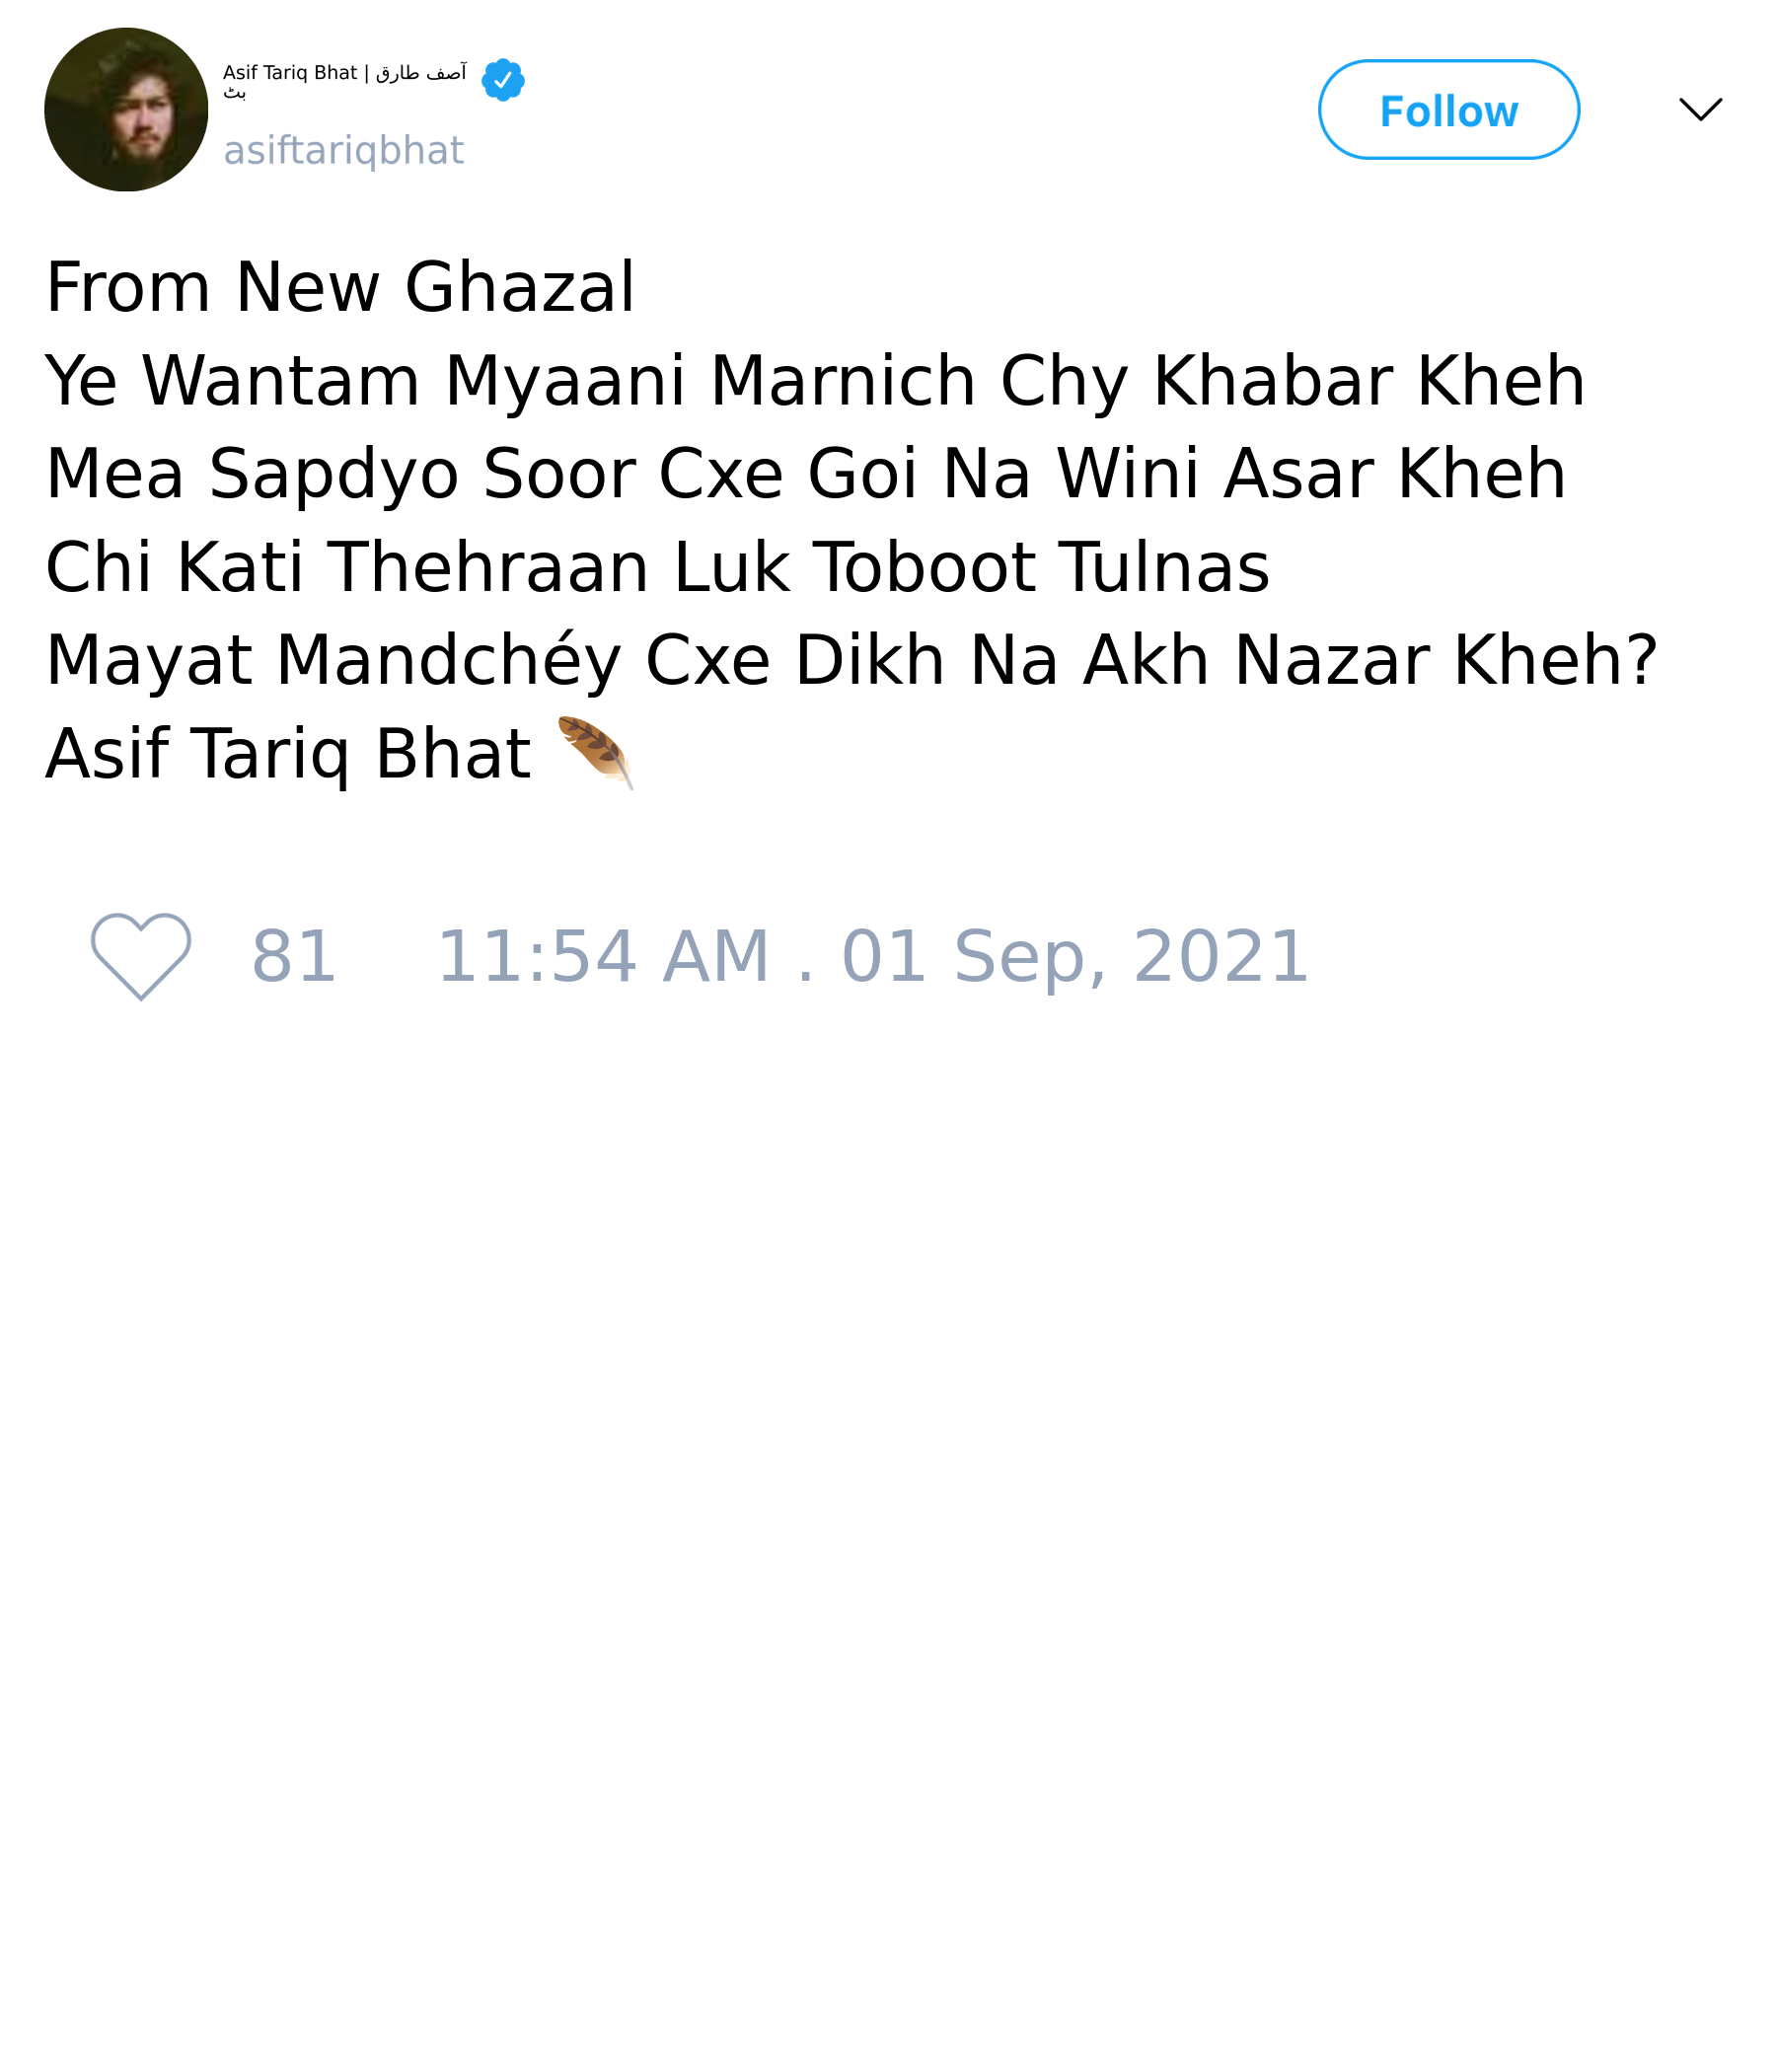 Asif Tariq Bhat | آصف طارق
بٹ
asiftariqbhat
Follow
From New Ghazal
Ye Wantam Myaani Marnich Chy Khabar Kheh
Mea Sapdyo Soor Cxe Goi Na Wini Asar Kheh
Chi Kati Thehraan Luk Toboot Tulnas
Mayat Mandchéy Cxe Dikh Na Akh Nazar Kheh?
Asif Tariq Bhat 🪶
81 11:54 AM . 01 Sep, 2021